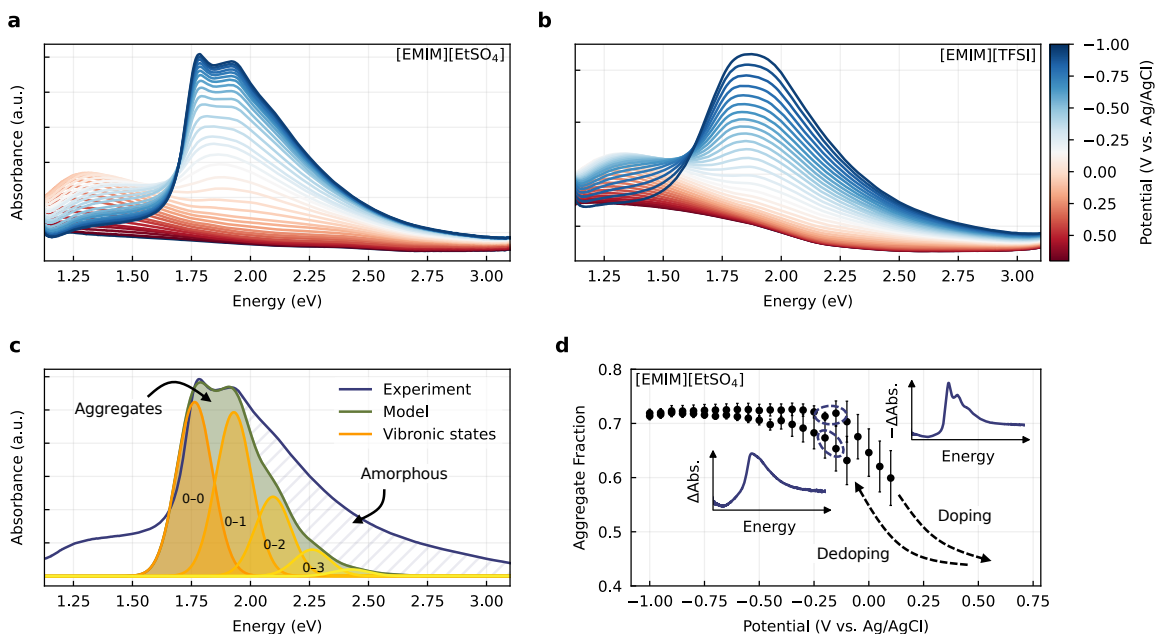 a
[EMIM][EtSO₄]
Absorbance (a.u.)
1.25 1.50 1.75 2.00 2.25 2.50 2.75 3.00
Energy (eV)
b
[EMIM][TFSI]
1.25 1.50 1.75 2.00 2.25 2.50 2.75 3.00
Energy (eV)
−1.00
−0.75
−0.50
−0.25
0.00
0.25
0.50
Potential (V vs. Ag/AgCl)
c
Aggregates
Experiment
Model
Vibronic states
Amorphous
0–0
0–1
0–2
0–3
Absorbance (a.u.)
1.25 1.50 1.75 2.00 2.25 2.50 2.75 3.00
Energy (eV)
d
[EMIM][EtSO₄]
0.8
0.7
0.6
0.5
0.4
Aggregate Fraction
−ΔAbs.
Energy
ΔAbs.
Energy
Doping
Dedoping
−1.00 −0.75 −0.50 −0.25 0.00 0.25 0.50 0.75
Potential (V vs. Ag/AgCl)